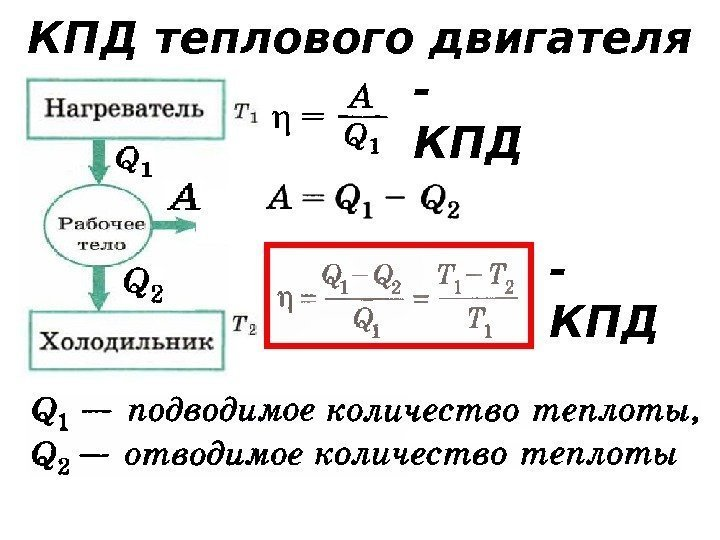 КПД теплового двигателя
Нагреватель T₁
η = A / Q₁
- КПД
Q₁
A
Рабочее
тело
A = Q₁ − Q₂
Q₂
η = (Q₁ − Q₂) / Q₁ = (T₁ − T₂) / T₁
- КПД
Холодильник T₂
Q₁ — подводимое количество теплоты,
Q₂ — отводимое количество теплоты